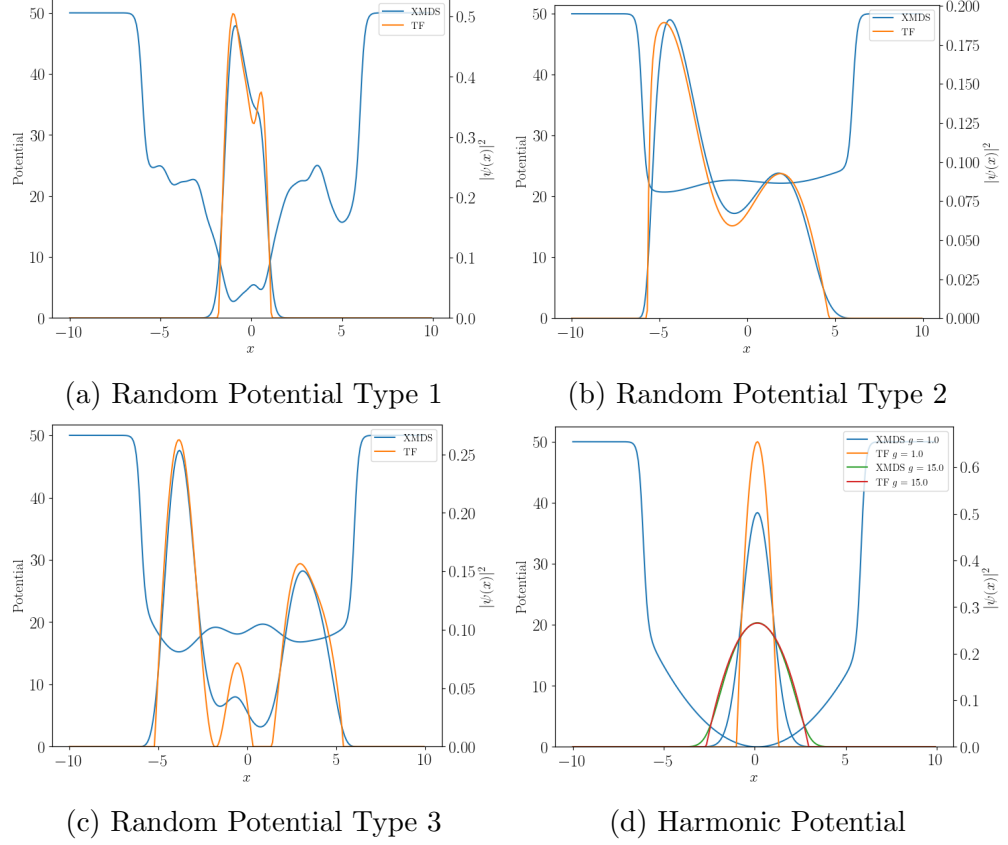 50
40
30
20
10
0
Potential
−10
−5
0
5
10
x
0.5
0.4
0.3
0.2
0.1
0.0
|ψ(x)|²
XMDS
TF
(a) Random Potential Type 1
50
40
30
20
10
0
Potential
−10
−5
0
5
10
x
0.200
0.175
0.150
0.125
0.100
0.075
0.050
0.025
0.000
|ψ(x)|²
XMDS
TF
(b) Random Potential Type 2
50
40
30
20
10
0
Potential
−10
−5
0
5
10
x
0.25
0.20
0.15
0.10
0.05
0.00
|ψ(x)|²
XMDS
TF
(c) Random Potential Type 3
50
40
30
20
10
0
Potential
−10
−5
0
5
10
x
0.6
0.5
0.4
0.3
0.2
0.1
0.0
|ψ(x)|²
XMDS g = 1.0
TF g = 1.0
XMDS g = 15.0
TF g = 15.0
(d) Harmonic Potential